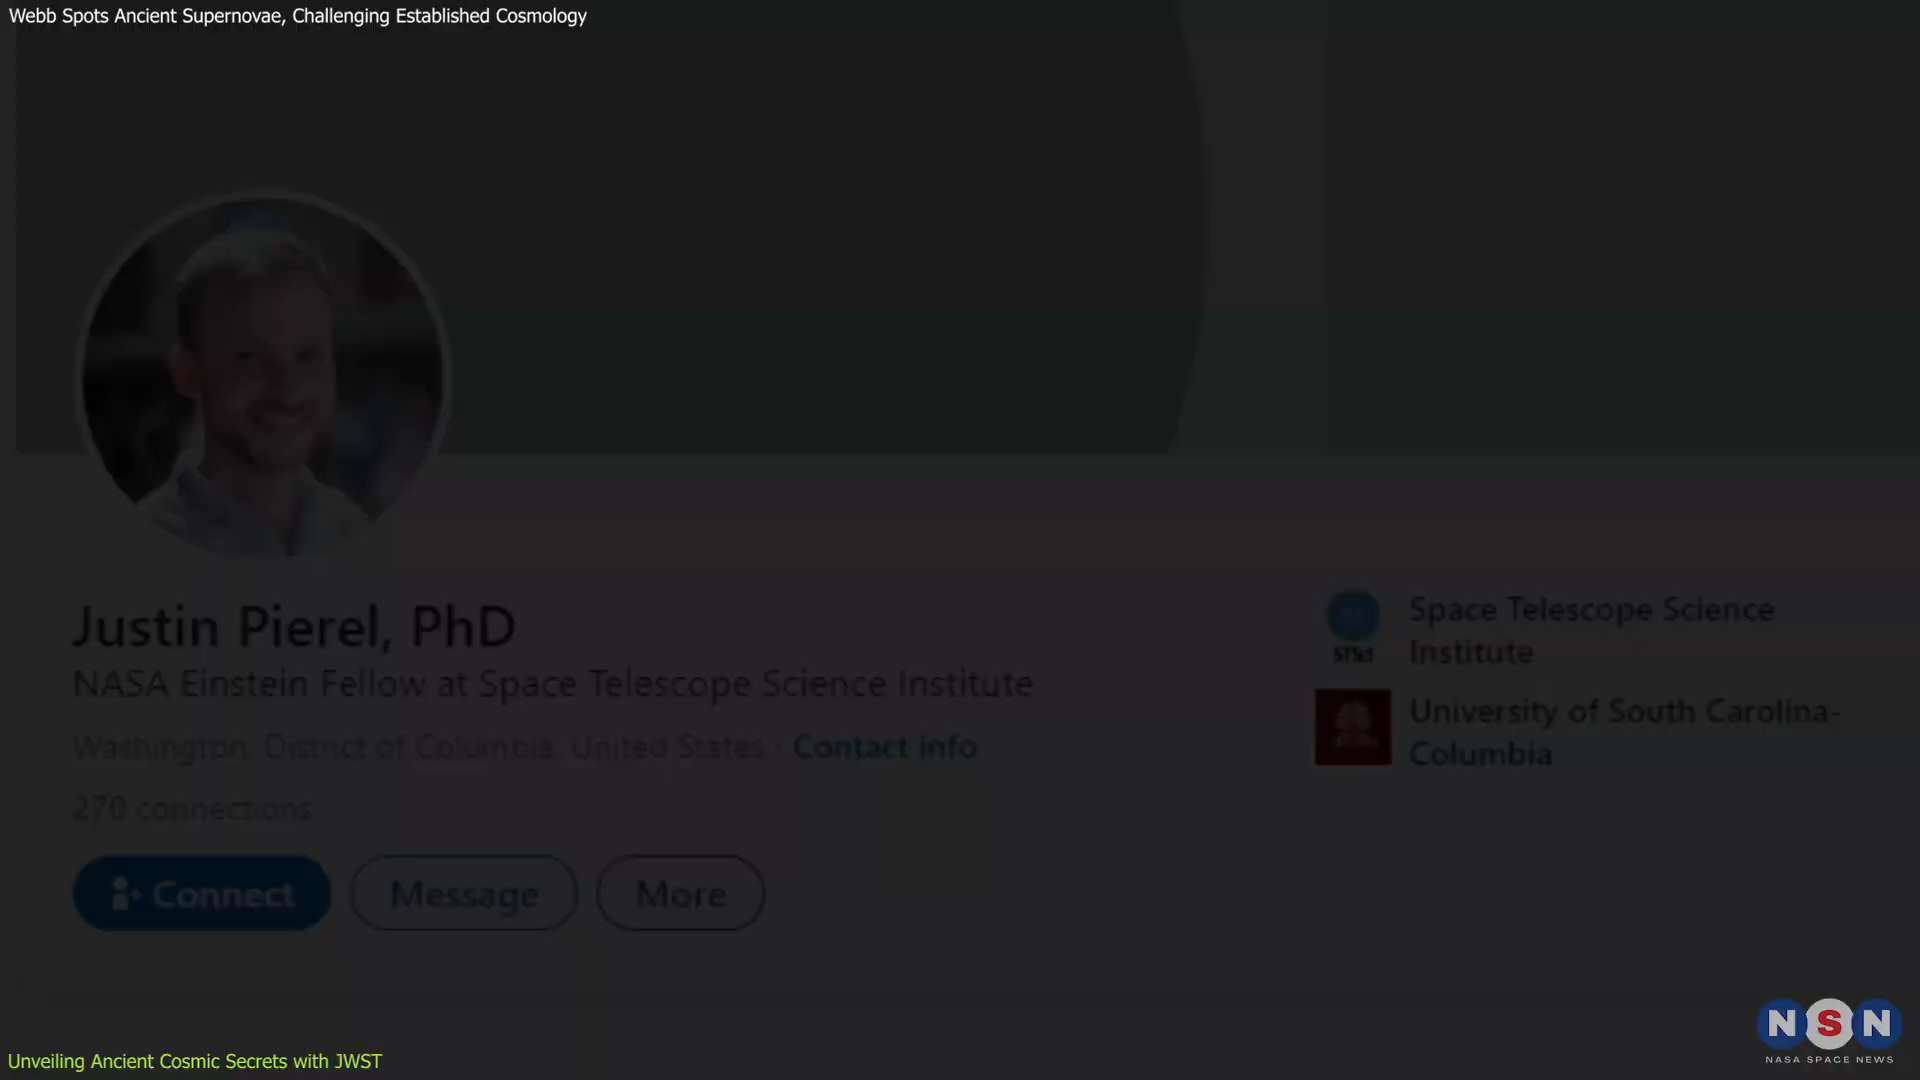 Webb Spots Ancient Supernovae, Challenging Established Cosmology
Justin Pierel, PhD
NASA Einstein Fellow at Space Telescope Science Institute
Washington, District of Columbia, United States · Contact info
270 connections
Connect
Message
More
STScI
Space Telescope Science
Institute
University of South Carolina-
Columbia
Unveiling Ancient Cosmic Secrets with JWST
NSN
NASA SPACE NEWS